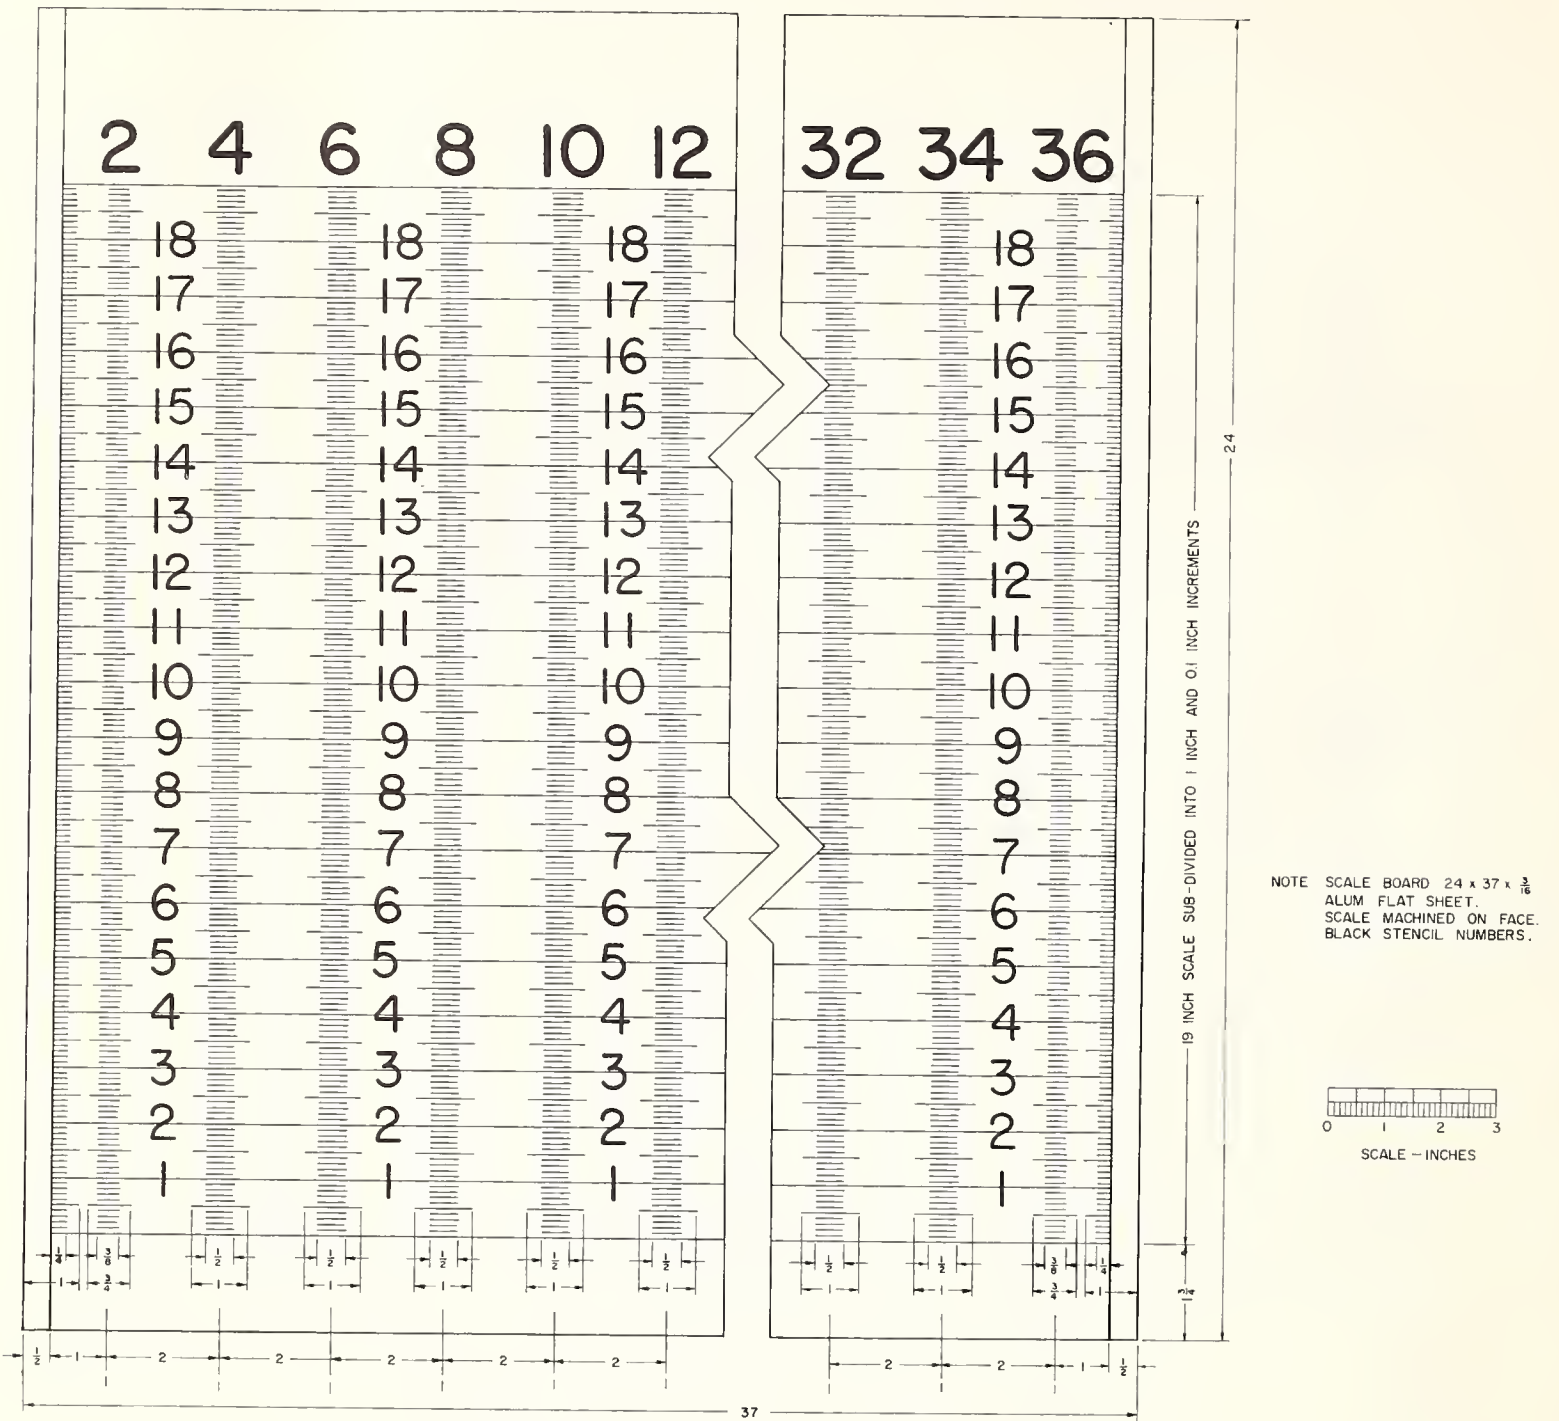 2 4 6 8 10 12 32 34 36
18 18 18 18
17 17 17 17
16 16 16 16
15 15 15 15
14 14 14 14
13 13 13 13
12 12 12 12
11 11 11 11
10 10 10 10
9 9 9 9
8 8 8 8
7 7 7 7
6 6 6 6
5 5 5 5
4 4 4 4
3 3 3 3
2 2 2 2
1 1 1 1
19 INCH SCALE SUB-DIVIDED INTO 1 INCH AND 0.1 INCH INCREMENTS
24
NOTE SCALE BOARD 24 x 37 x 3/16
ALUM FLAT SHEET.
SCALE MACHINED ON FACE.
BLACK STENCIL NUMBERS.
0 1 2 3
SCALE - INCHES
1/4 3/8 1/2 1/2 1/2 1/2 1/2 1/2 1/2 3/8 1/4
1 3/4 1 1 1 1 1 1 1 3/4 1
1 3/4
1/2 1 2 2 2 2 2 2 2 1 1/2
37